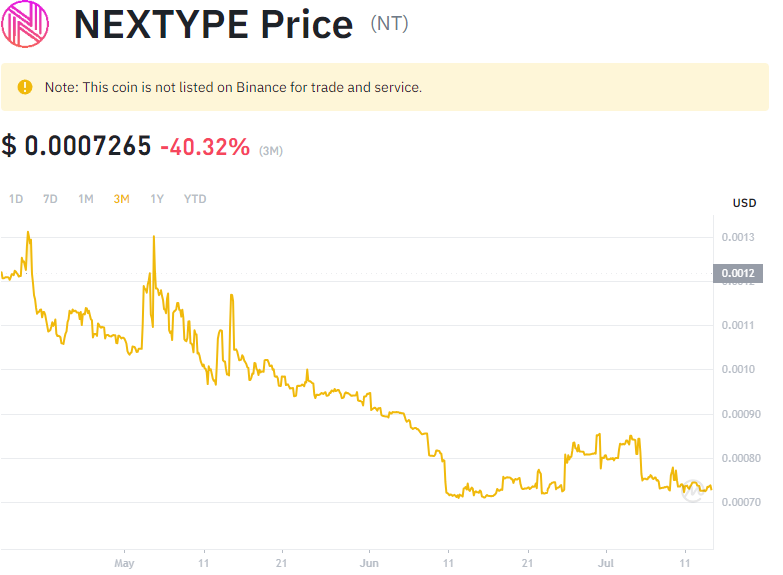 NEXTYPE Price (NT)
Note: This coin is not listed on Binance for trade and service.
$ 0.0007265 -40.32% (3M)
1D 7D 1M 3M 1Y YTD
USD
0.0013
0.0012
0.0011
0.0010
0.00090
0.00080
0.00070
May 11 21 Jun 11 21 Jul 11